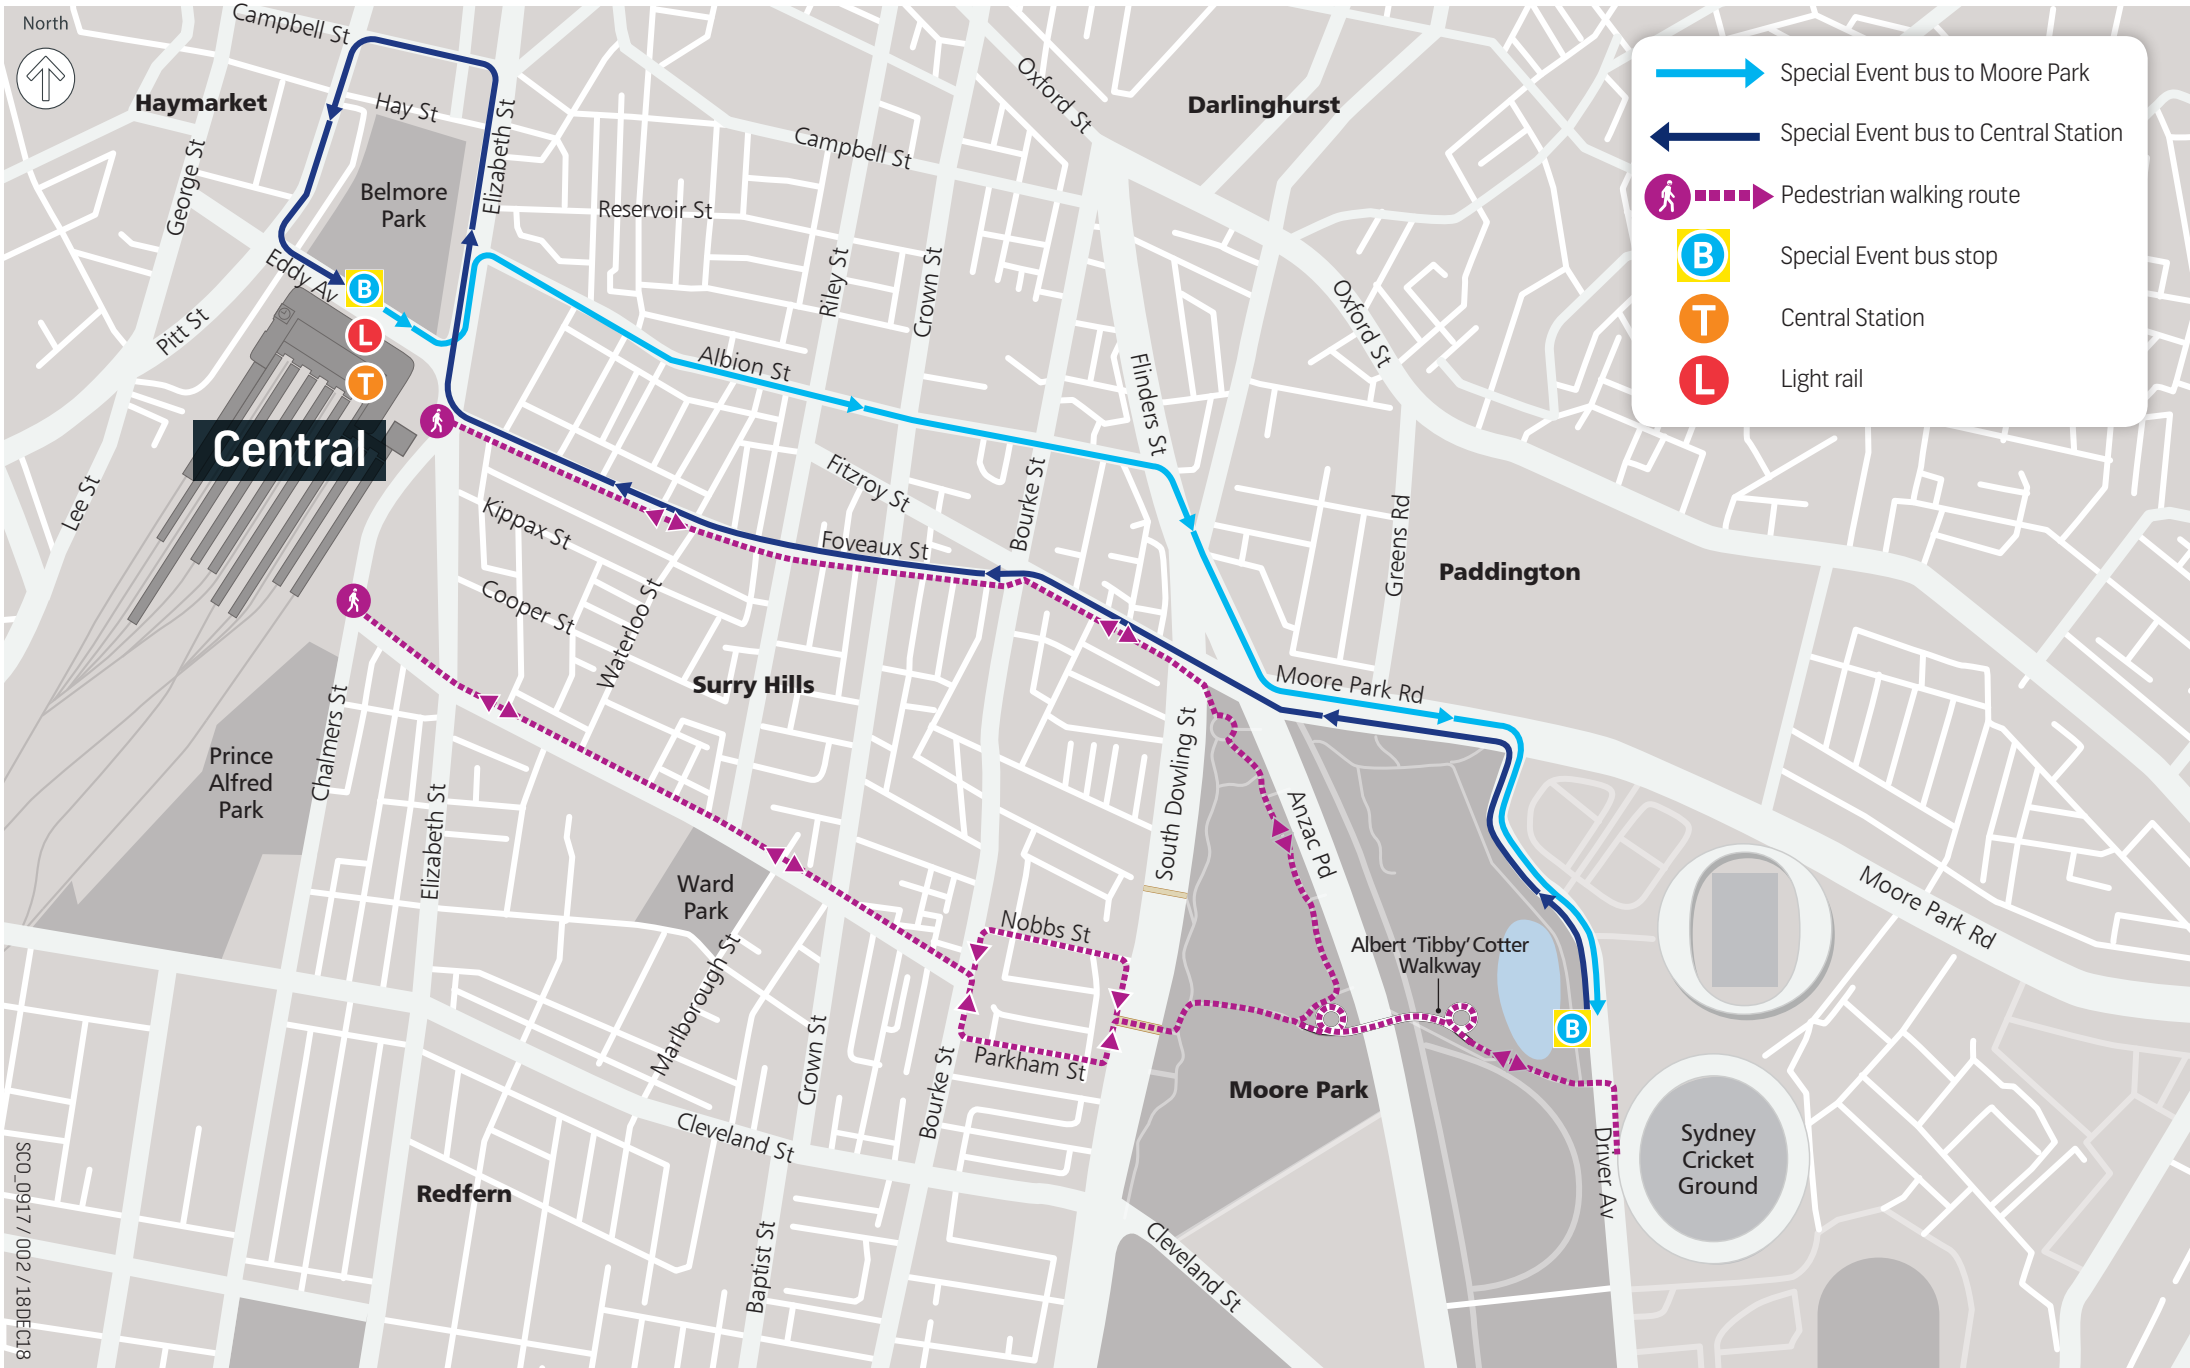 North
Campbell St
Haymarket
Hay St
George St
Belmore
Park
Elizabeth St
Reservoir St
Campbell St
Oxford St
Darlinghurst
Special Event bus to Moore Park
Special Event bus to Central Station
Pedestrian walking route
B
Special Event bus stop
T
Central Station
L
Light rail
Eddy Av
B
L
T
Pitt St
Central
Lee St
Riley St
Crown St
Albion St
Flinders St
Oxford St
Fitzroy St
Bourke St
Greens Rd
Kippax St
Foveaux St
Paddington
Cooper St
Waterloo St
Surry Hills
Moore Park Rd
Prince
Alfred
Park
Chalmers St
Elizabeth St
South Dowling St
Anzac Pd
Ward
Park
Nobbs St
Albert ‘Tibby’ Cotter
Walkway
Moore Park Rd
Marlborough St
Crown St
Bourke St
Parkham St
B
Moore Park
Cleveland St
Driver Av
Sydney
Cricket
Ground
Redfern
Baptist St
Cleveland St
SCO_0917 / 002 / 18DEC18